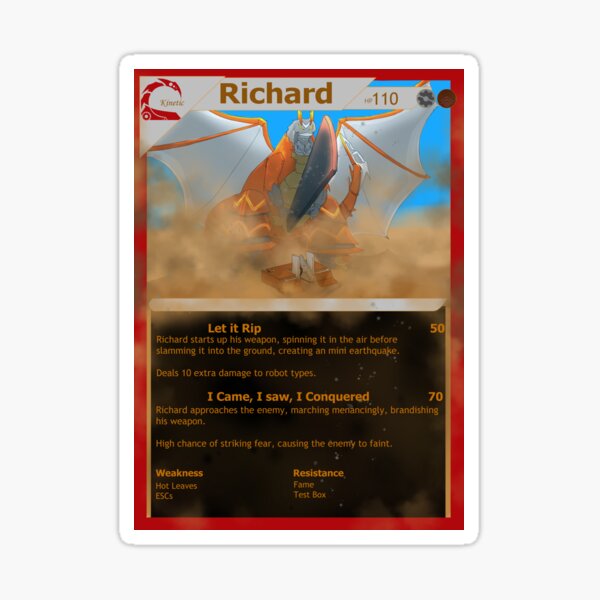 Kinetic
Richard
HP 110
Let it Rip 50
Richard starts up his weapon, spinning it in the air before
slamming it into the ground, creating an mini earthquake.
Deals 10 extra damage to robot types.
I Came, I saw, I Conquered 70
Richard approaches the enemy, marching menancingly, brandishing
his weapon.
High chance of striking fear, causing the enemy to faint.
Weakness Resistance
Hot Leaves Fame
ESCs Test Box